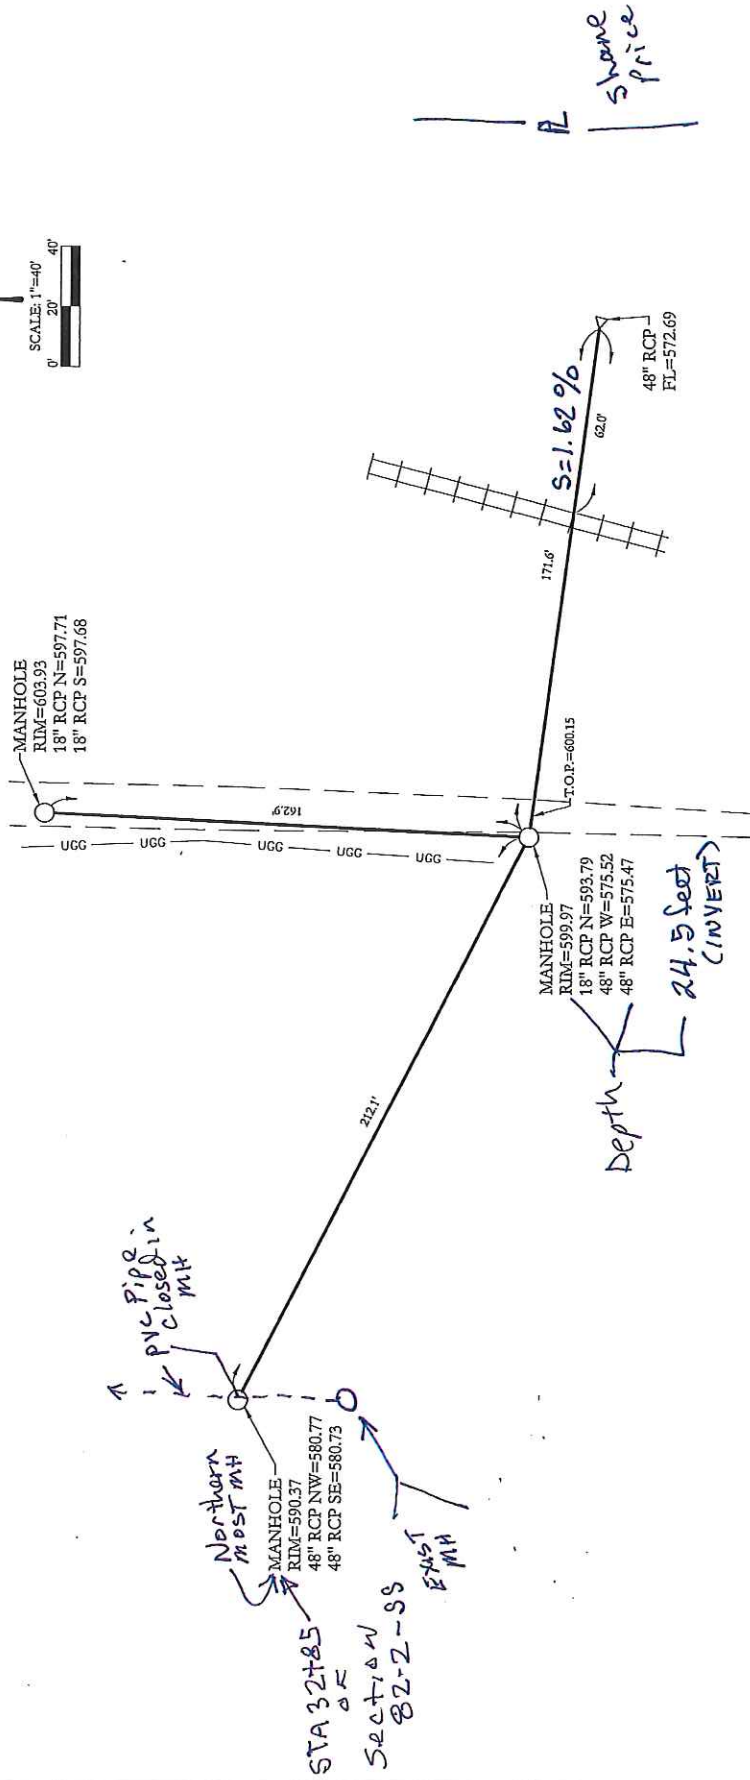 SCALE: 1"=40'
0' 20' 40'
Shane
Price
PL
MANHOLE
RIM=603.93
18" RCP N=597.71
18" RCP S=597.68
UGG UGG UGG UGG UGG
162.9'
S=1.62%
171.6'
62.0'
48" RCP
FL=572.69
T.O.P.=600.15
MANHOLE
RIM=599.97
18" RCP N=593.79
48" RCP W=575.52
48" RCP E=575.47
Depth
24.5 feet
(INVERT)
212.1'
PVC Pipe
Closed in
MH
Northern
most MH
MANHOLE
RIM=590.37
48" RCP NW=580.77
48" RCP SE=580.73
STA 32+85
OF
Section
82-2-SS
EXIST
MH